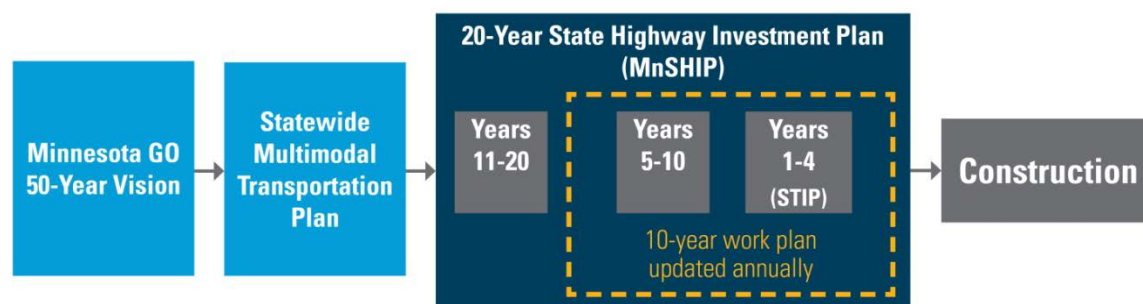 Minnesota GO
50-Year Vision
Statewide
Multimodal
Transportation
Plan
20-Year State Highway Investment Plan
(MnSHIP)
Years
11-20
Years
5-10
Years
1-4
(STIP)
10-year work plan
updated annually
Construction